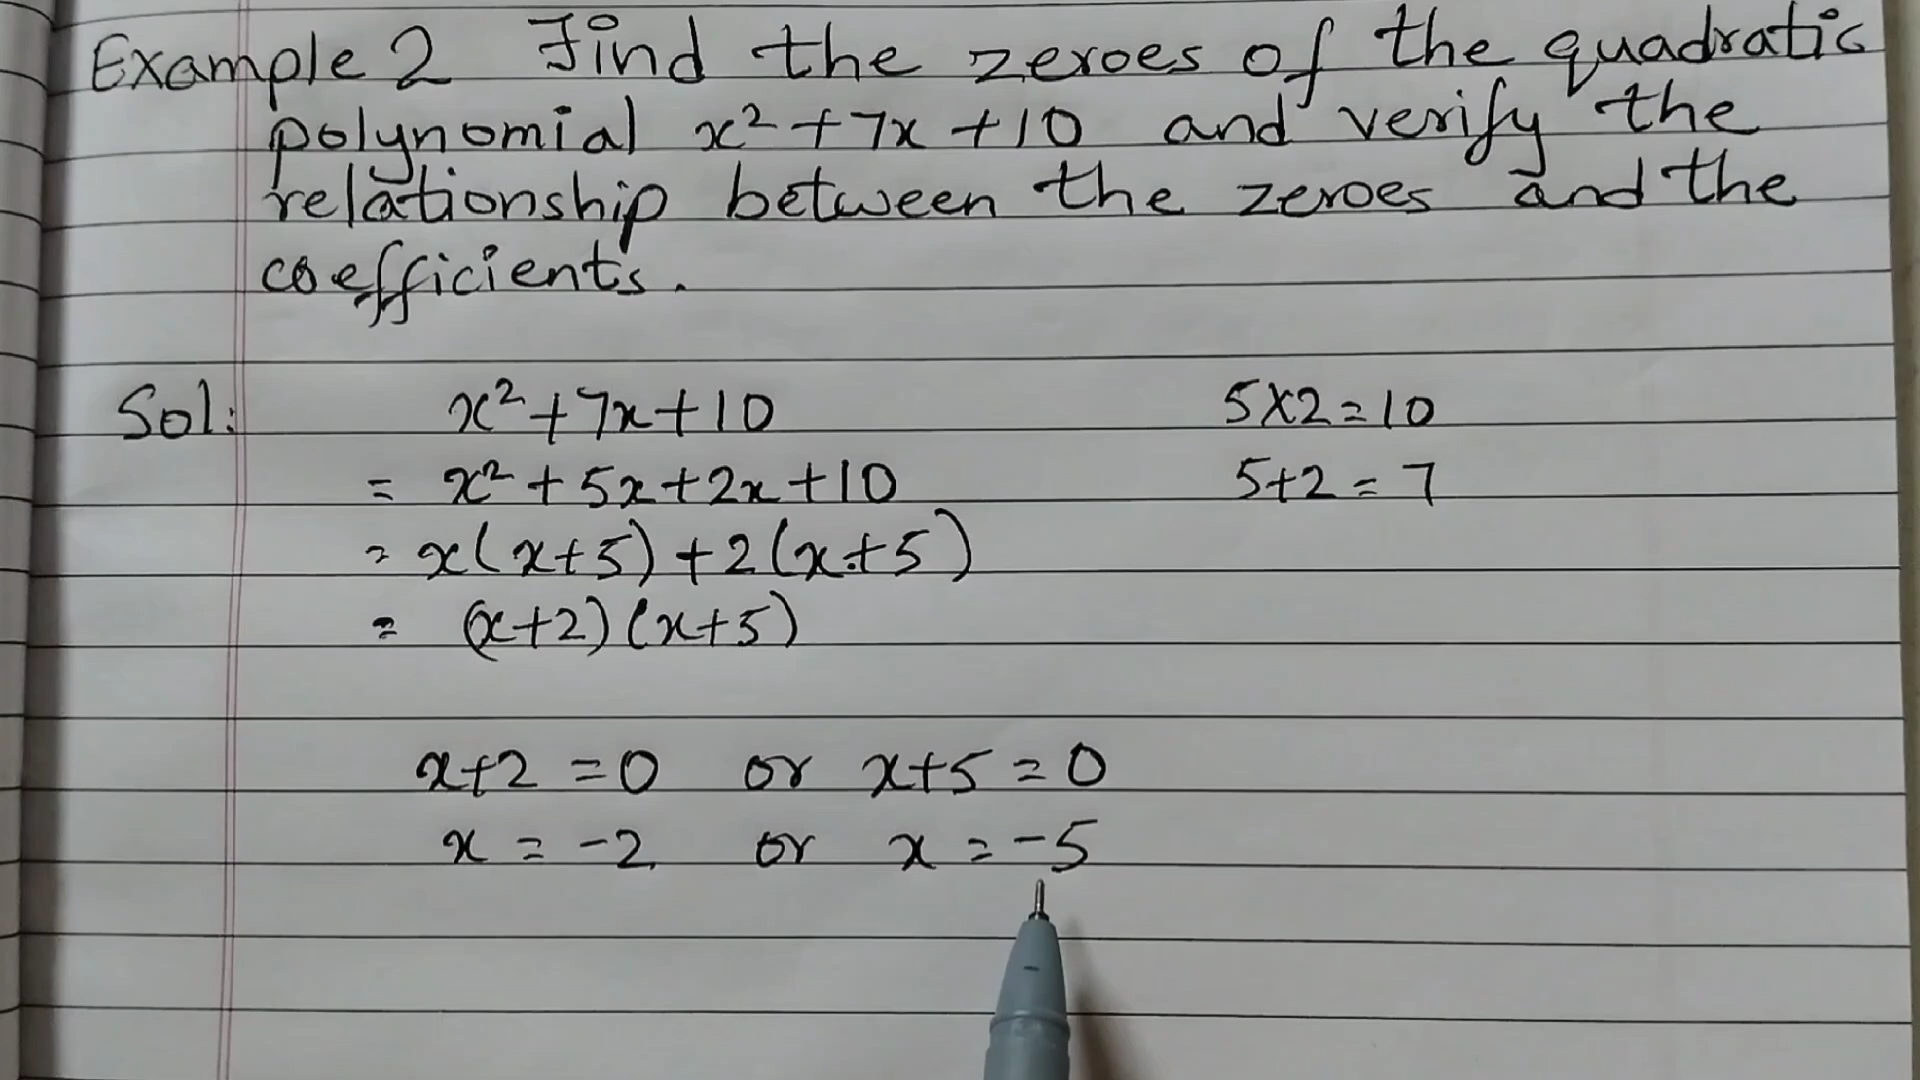 Example 2 Find the zeroes of the quadratic
polynomial x² + 7x + 10 and verify the
relationship between the zeroes and the
coefficients.
Sol: x² + 7x + 10 5X2 = 10
= x² + 5x + 2x + 10 5+2 = 7
= x(x+5) + 2(x+5)
= (x+2)(x+5)
x+2 = 0 or x+5 = 0
x = -2 or x = -5